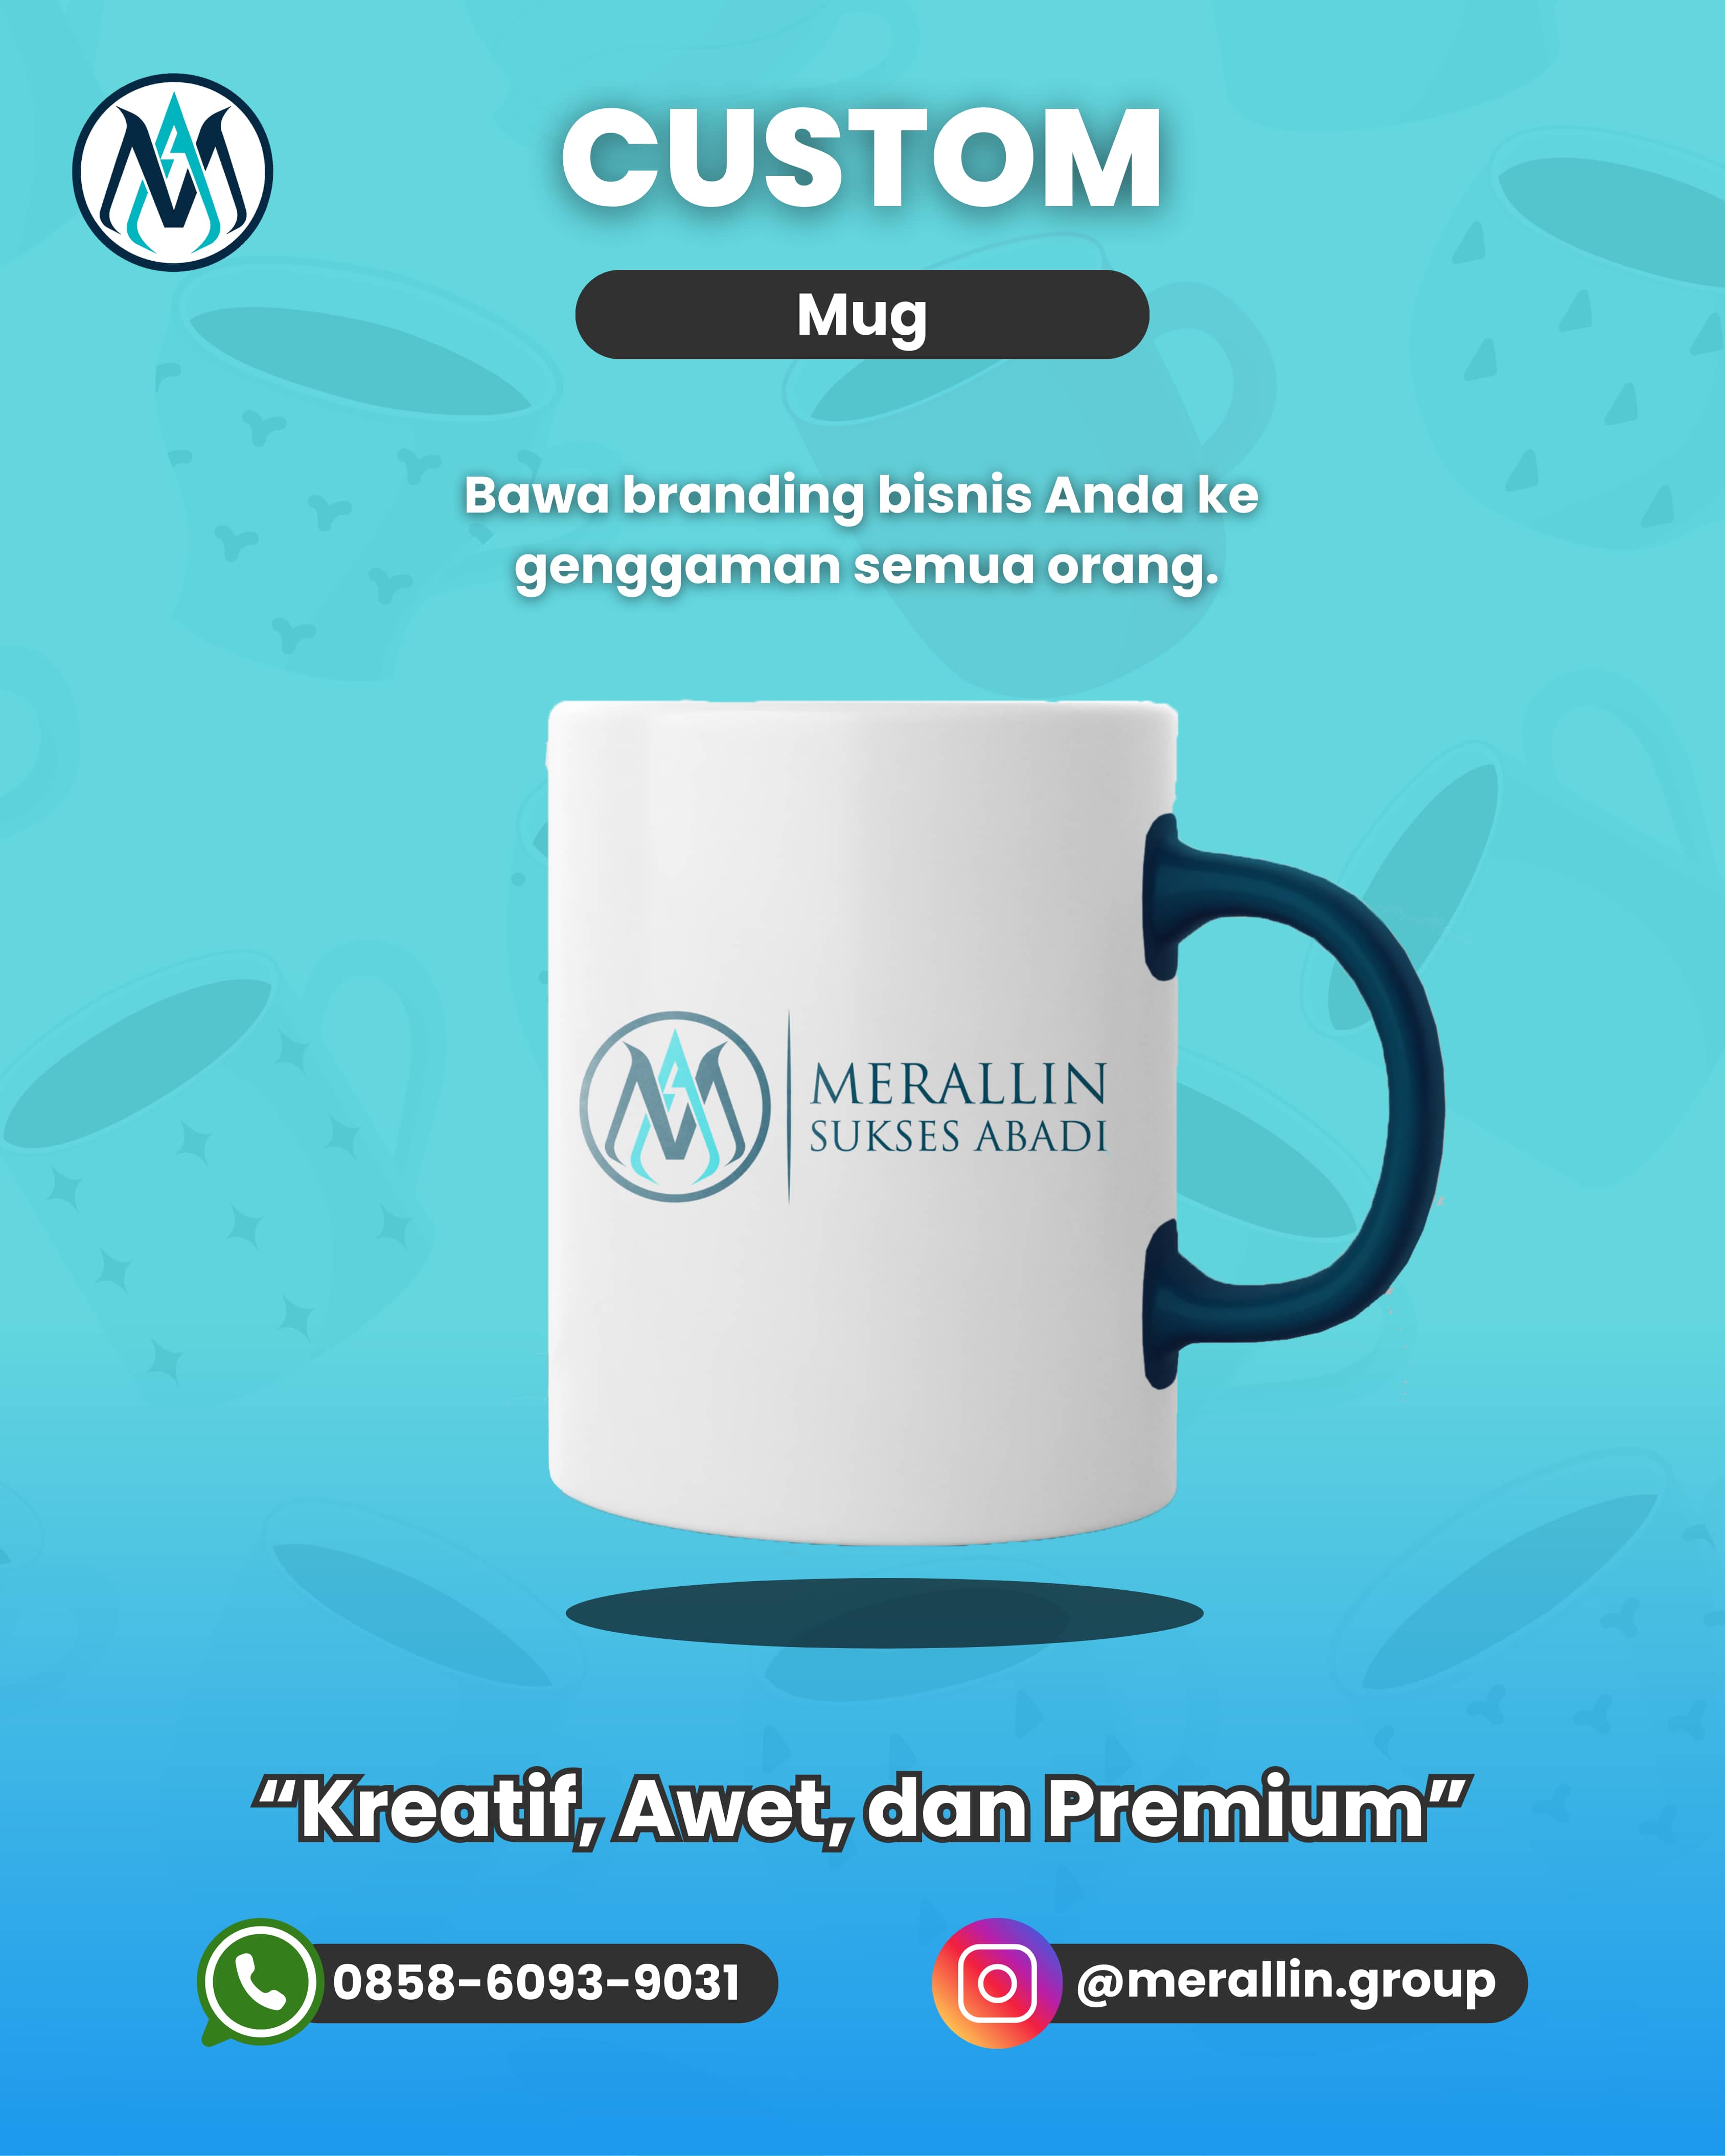 CUSTOM
Mug
Bawa branding bisnis Anda ke
genggaman semua orang.
MERALLIN
SUKSES ABADI
“Kreatif, Awet, dan Premium”
0858-6093-9031
@merallin.group